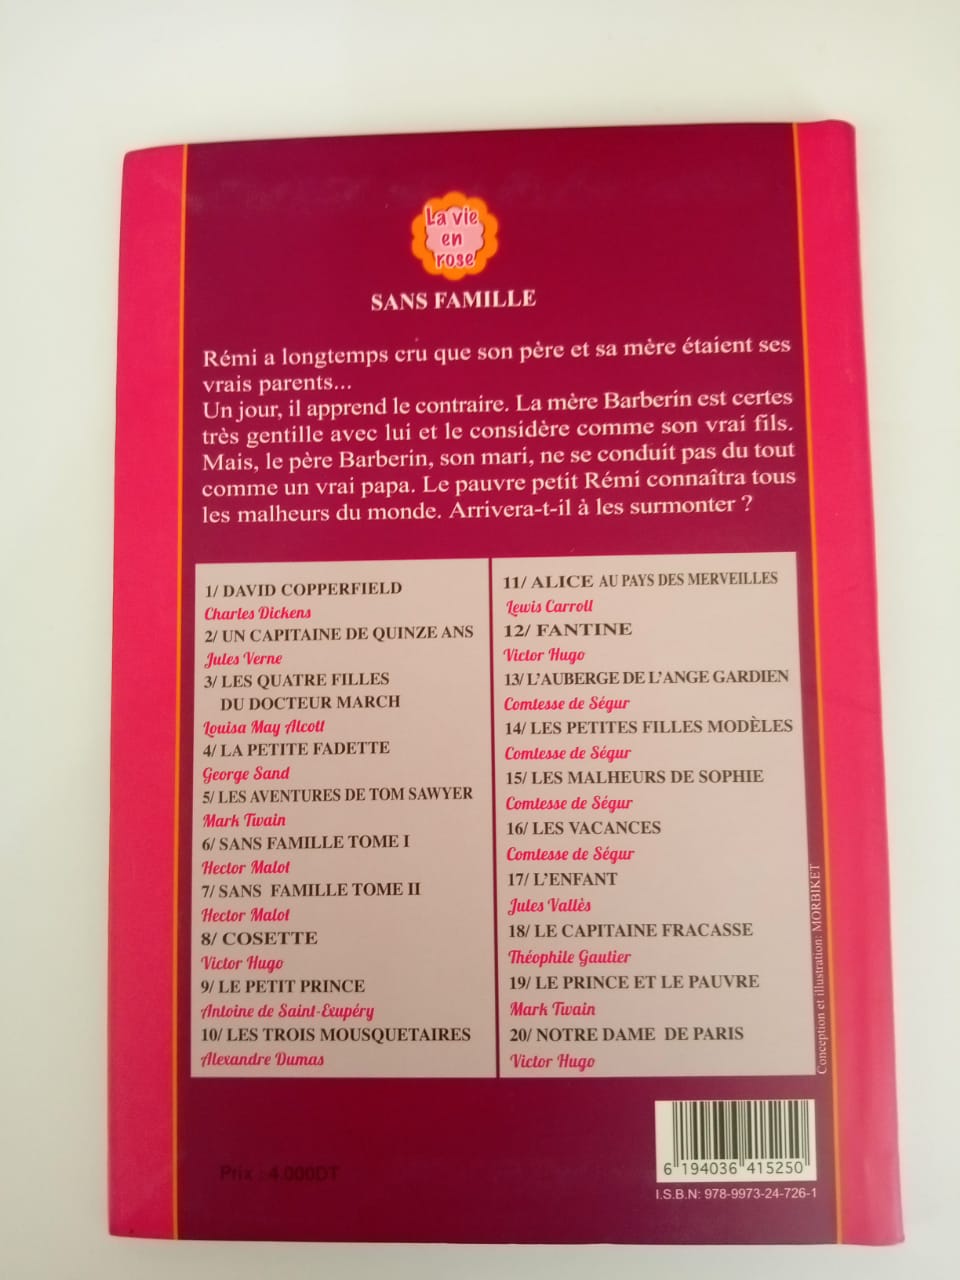 La vie
en
rose
SANS FAMILLE
Rémi a longtemps cru que son père et sa mère étaient ses
vrais parents...
Un jour, il apprend le contraire. La mère Barberin est certes
très gentille avec lui et le considère comme son vrai fils.
Mais, le père Barberin, son mari, ne se conduit pas du tout
comme un vrai papa. Le pauvre petit Rémi connaîtra tous
les malheurs du monde. Arrivera-t-il à les surmonter ?
1/ DAVID COPPERFIELD
Charles Dickens
2/ UN CAPITAINE DE QUINZE ANS
Jules Verne
3/ LES QUATRE FILLES
DU DOCTEUR MARCH
Louisa May Alcott
4/ LA PETITE FADETTE
George Sand
5/ LES AVENTURES DE TOM SAWYER
Mark Twain
6/ SANS FAMILLE TOME I
Hector Malot
7/ SANS FAMILLE TOME II
Hector Malot
8/ COSETTE
Victor Hugo
9/ LE PETIT PRINCE
Antoine de Saint-Exupéry
10/ LES TROIS MOUSQUETAIRES
Alexandre Dumas
11/ ALICE AU PAYS DES MERVEILLES
Lewis Carroll
12/ FANTINE
Victor Hugo
13/ L'AUBERGE DE L'ANGE GARDIEN
Comtesse de Ségur
14/ LES PETITES FILLES MODÈLES
Comtesse de Ségur
15/ LES MALHEURS DE SOPHIE
Comtesse de Ségur
16/ LES VACANCES
Comtesse de Ségur
17/ L'ENFANT
Jules Vallès
18/ LE CAPITAINE FRACASSE
Théophile Gautier
19/ LE PRINCE ET LE PAUVRE
Mark Twain
20/ NOTRE DAME DE PARIS
Victor Hugo
Conception et illustration: MORBIKET
Prix : 4.000DT
6 194036 415250
I.S.B.N: 978-9973-24-726-1